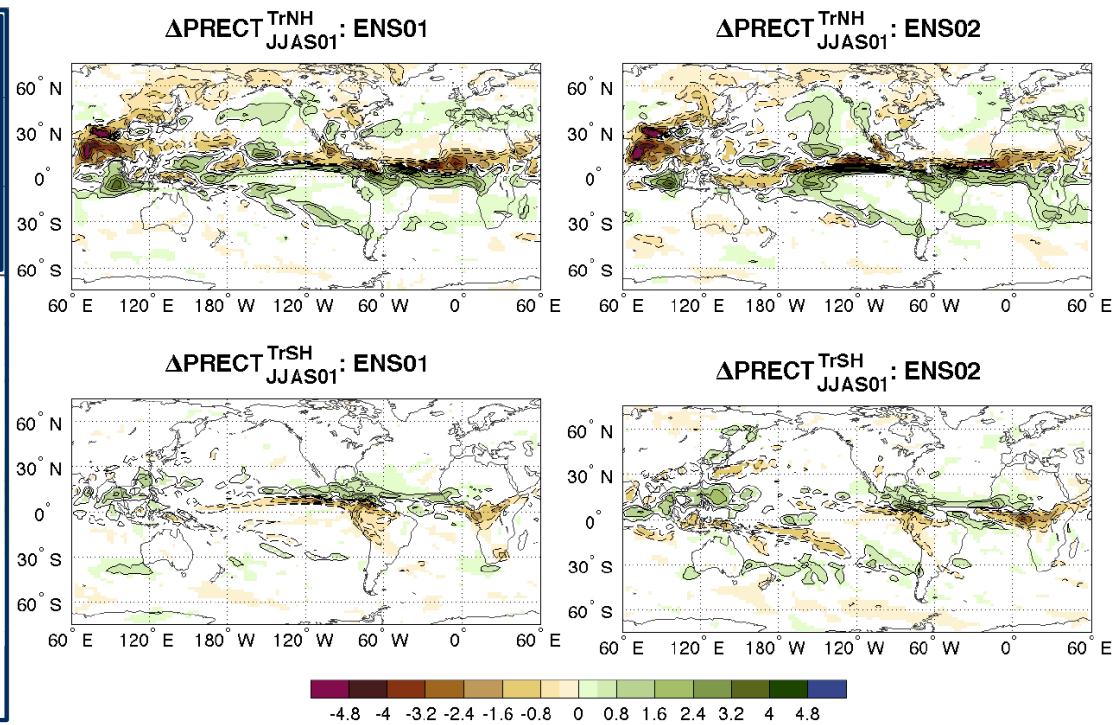 ΔPRECT TrNH JJAS01: ENS01
ΔPRECT TrNH JJAS01: ENS02
60° N
30° N
0°
30° S
60° S
60° E 120° E 180° W 120° W 60° W 0° 60° E
60° N
30° N
0°
30° S
60° S
60° E 120° E 180° W 120° W 60° W 0° 60° E
ΔPRECT TrSH JJAS01: ENS01
ΔPRECT TrSH JJAS01: ENS02
60° N
30° N
0°
30° S
60° S
60° E 120° E 180° W 120° W 60° W 0° 60° E
60° N
30° N
0°
30° S
60° S
60° E 120° E 180° W 120° W 60° W 0° 60° E
-4.8 -4 -3.2 -2.4 -1.6 -0.8 0 0.8 1.6 2.4 3.2 4 4.8